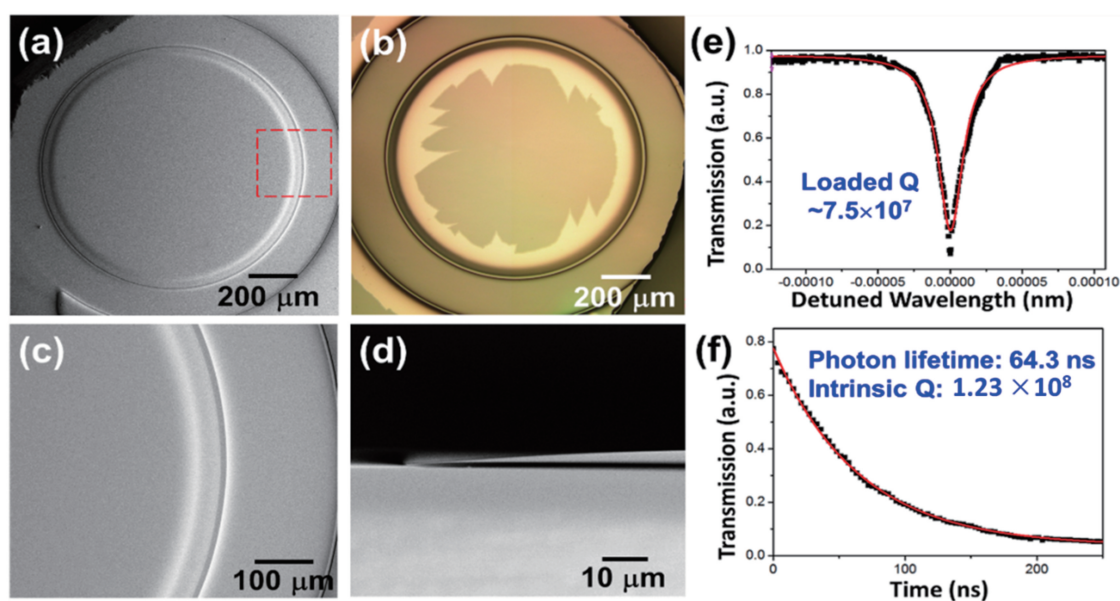 (a)
200 μm
(b)
200 μm
(c)
100 μm
(d)
10 μm
(e)
Transmission (a.u.)
1.0
0.8
0.6
0.4
0.2
0.0
Loaded Q
~7.5×10⁷
-0.00010 -0.00005 0.00000 0.00005 0.00010
Detuned Wavelength (nm)
(f)
Transmission (a.u.)
0.8
0.6
0.4
0.2
0.0
Photon lifetime: 64.3 ns
Intrinsic Q: 1.23 ×10⁸
0 100 200
Time (ns)